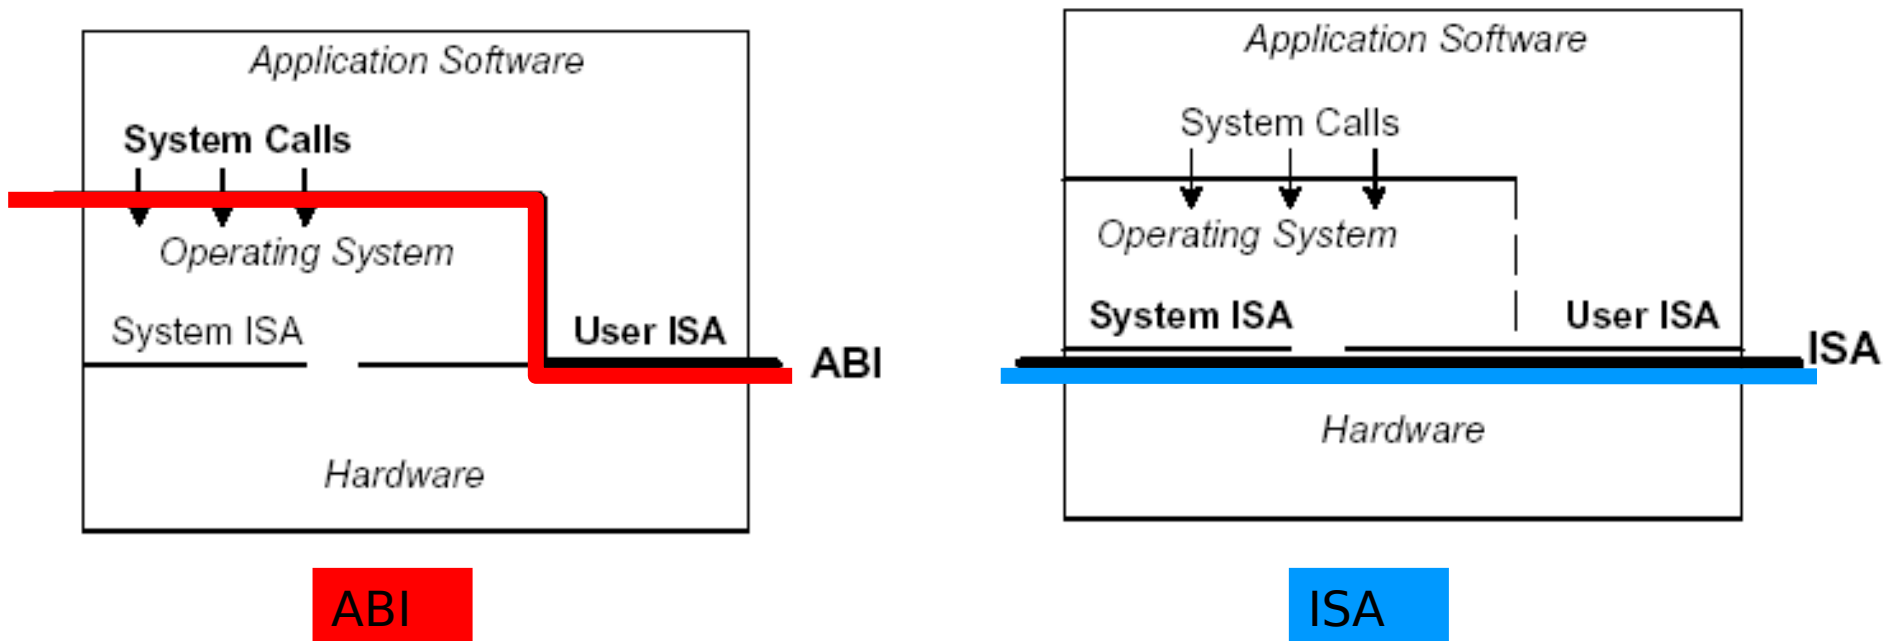 Application Software
System Calls
Operating System
System ISA
User ISA
ABI
Hardware
ABI
Application Software
System Calls
Operating System
System ISA
User ISA
ISA
Hardware
ISA